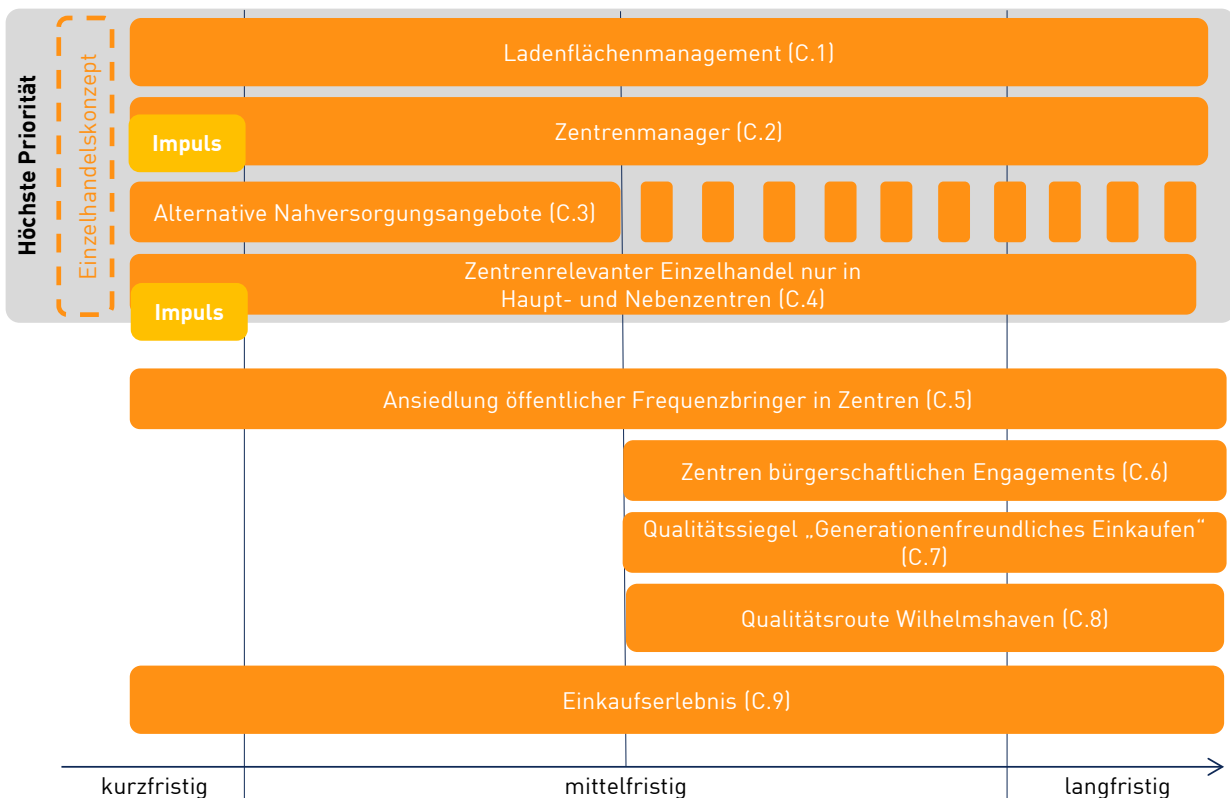 Höchste Priorität
Einzelhandelskonzept
Ladenflächenmanagement (C.1)
Zentrenmanager (C.2)
Impuls
Alternative Nahversorgungsangebote (C.3)
Zentrenrelevanter Einzelhandel nur in
Haupt- und Nebenzentren (C.4)
Impuls
Ansiedlung öffentlicher Frequenzbringer in Zentren (C.5)
Zentren bürgerschaftlichen Engagements (C.6)
Qualitätssiegel „Generationenfreundliches Einkaufen“
(C.7)
Qualitätsroute Wilhelmshaven (C.8)
Einkaufserlebnis (C.9)
kurzfristig
mittelfristig
langfristig